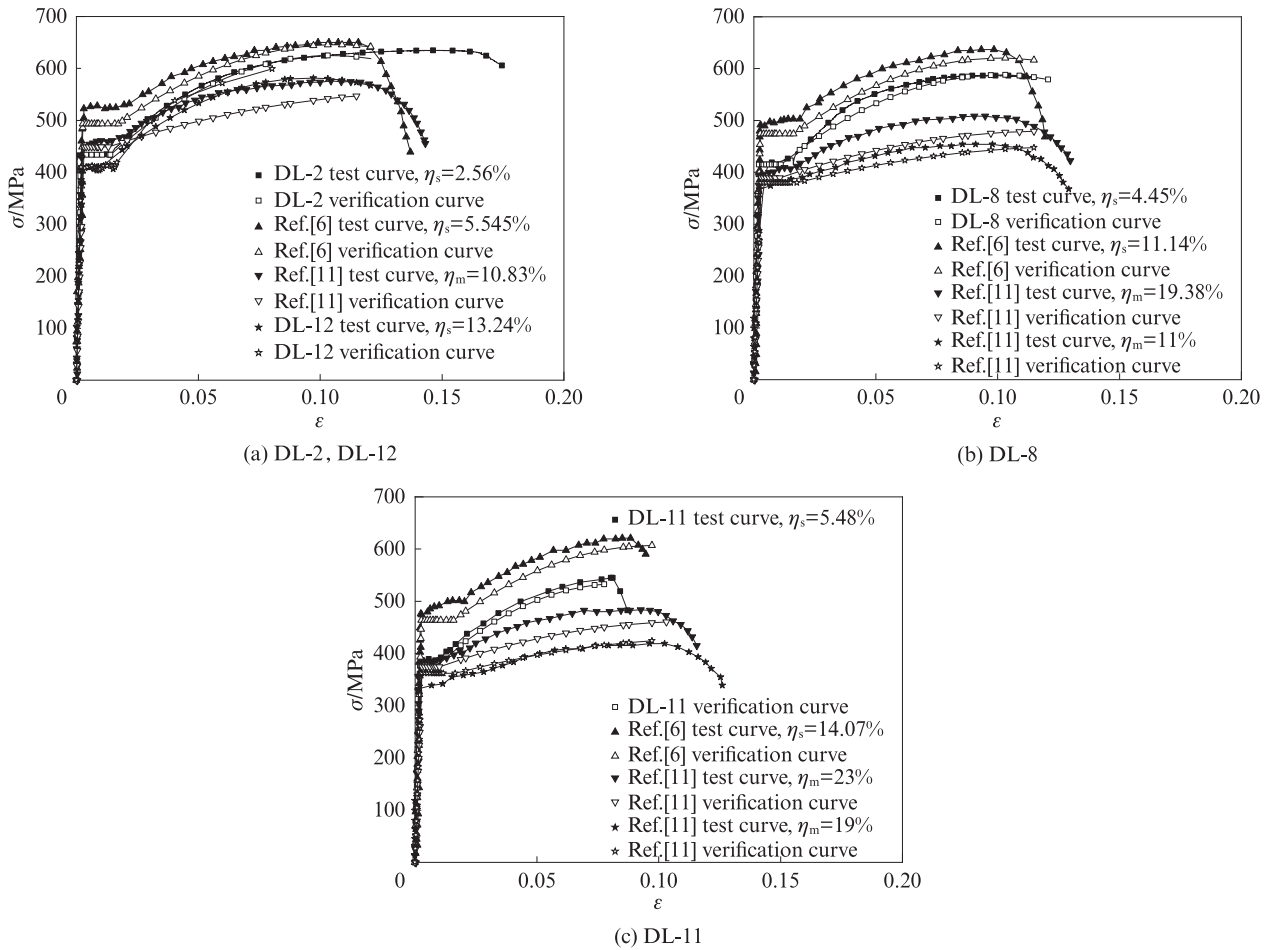 700
600
500
400
300
200
100
0
σ/MPa
DL-2 test curve, ηs=2.56%
DL-2 verification curve
Ref.[6] test curve, ηs=5.545%
Ref.[6] verification curve
Ref.[11] test curve, ηm=10.83%
Ref.[11] verification curve
DL-12 test curve, ηs=13.24%
DL-12 verification curve
0.05
0.10
0.15
0.20
ε
(a) DL-2, DL-12
700
600
500
400
300
200
100
0
σ/MPa
DL-8 test curve, ηs=4.45%
DL-8 verification curve
Ref.[6] test curve, ηs=11.14%
Ref.[6] verification curve
Ref.[11] test curve, ηm=19.38%
Ref.[11] verification curve
Ref.[11] test curve, ηm=11%
Ref.[11] verification curve
0.05
0.10
0.15
0.20
ε
(b) DL-8
700
600
500
400
300
200
100
0
σ/MPa
DL-11 test curve, ηs=5.48%
DL-11 verification curve
Ref.[6] test curve, ηs=14.07%
Ref.[6] verification curve
Ref.[11] test curve, ηm=23%
Ref.[11] verification curve
Ref.[11] test curve, ηm=19%
Ref.[11] verification curve
0.05
0.10
0.15
0.20
ε
(c) DL-11